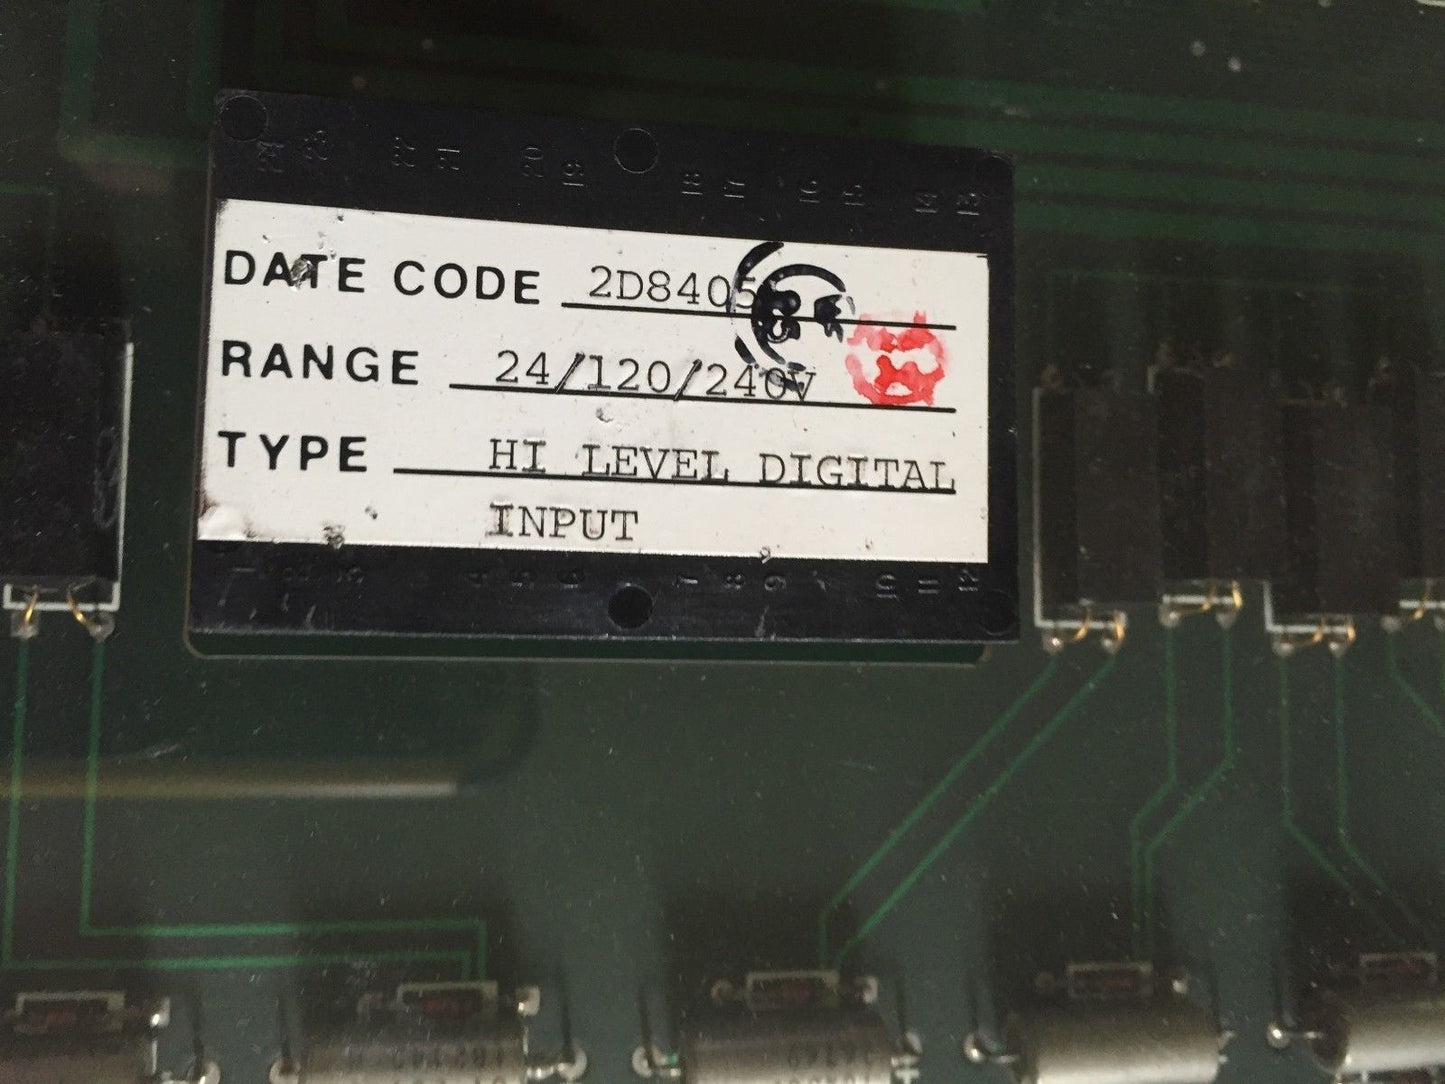 DATE CODE 2D8405
RANGE 24/120/240V
TYPE HI LEVEL DIGITAL
INPUT